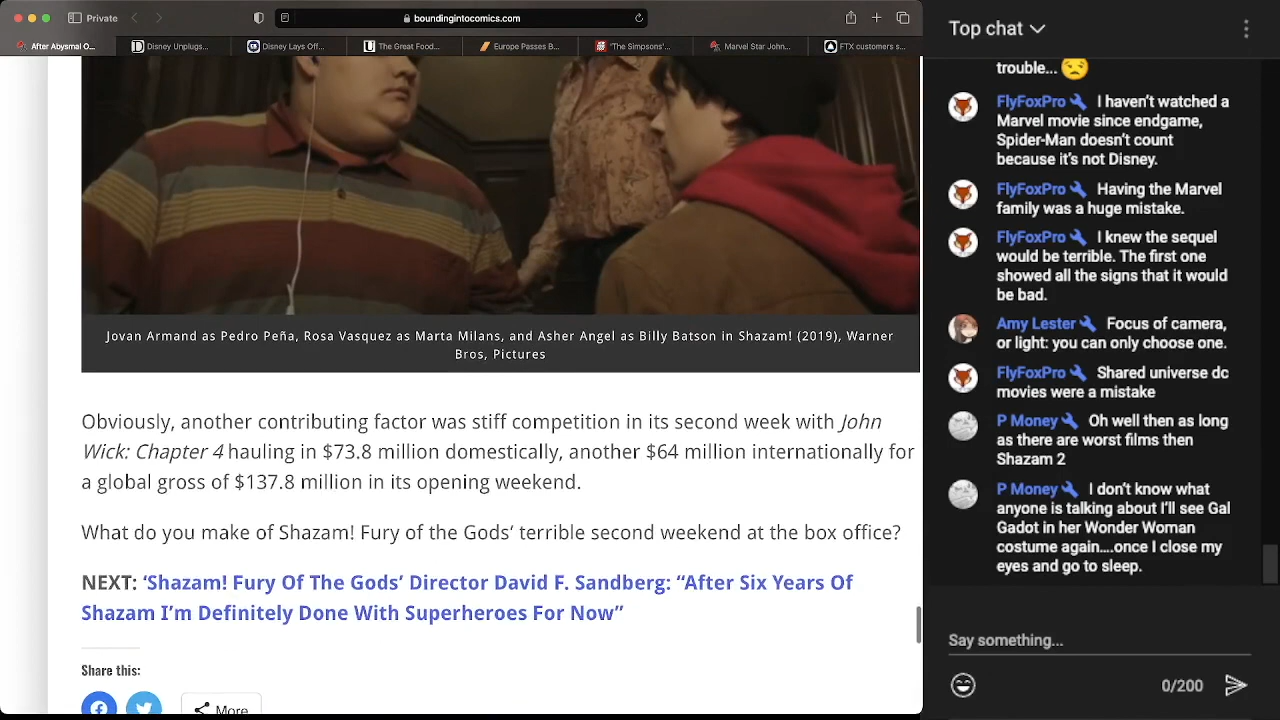 Private
boundingintocomics.com
After Abysmal O...
Disney Unplugs...
Disney Lays Off...
The Great Food...
Europe Passes B...
'The Simpsons'...
Marvel Star John...
FTX customers s...
Jovan Armand as Pedro Peña, Rosa Vasquez as Marta Milans, and Asher Angel as Billy Batson in Shazam! (2019), Warner
Bros, Pictures
Obviously, another contributing factor was stiff competition in its second week with John
Wick: Chapter 4 hauling in $73.8 million domestically, another $64 million internationally for
a global gross of $137.8 million in its opening weekend.
What do you make of Shazam! Fury of the Gods’ terrible second weekend at the box office?
NEXT: ‘Shazam! Fury Of The Gods’ Director David F. Sandberg: “After Six Years Of
Shazam I’m Definitely Done With Superheroes For Now”
Share this:
More
Top chat
trouble...
FlyFoxPro I haven’t watched a
Marvel movie since endgame,
Spider-Man doesn’t count
because it’s not Disney.
FlyFoxPro Having the Marvel
family was a huge mistake.
FlyFoxPro I knew the sequel
would be terrible. The first one
showed all the signs that it would
be bad.
Amy Lester Focus of camera,
or light: you can only choose one.
FlyFoxPro Shared universe dc
movies were a mistake
P Money Oh well then as long
as there are worst films then
Shazam 2
P Money I don’t know what
anyone is talking about I’ll see Gal
Gadot in her Wonder Woman
costume again....once I close my
eyes and go to sleep.
Say something...
0/200